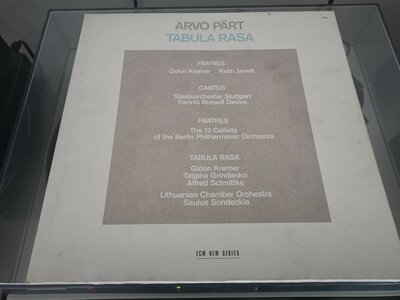 ARVO PÄRT
TABULA RASA
FRATRES
Gidon Kremer Keith Jarrett
CANTUS
Staatsorchester Stuttgart
Dennis Russell Davies
FRATRES
The 12 Cellists
of the Berlin Philharmonic Orchestra
TABULA RASA
Gidon Kremer
Tatjana Grindenko
Alfred Schnittke
Lithuanian Chamber Orchestra
Saulus Sondeckis
ECM NEW SERIES